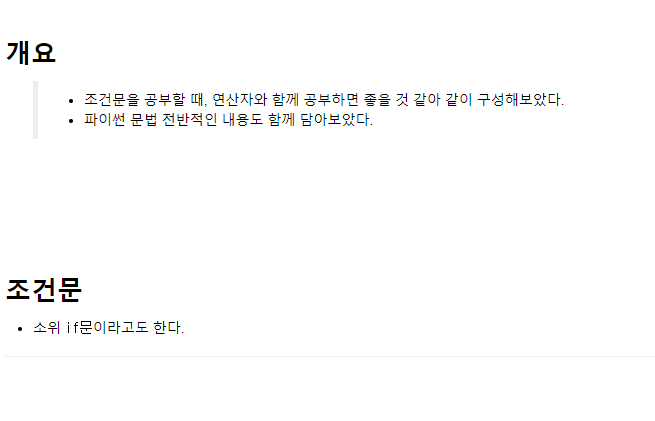 개요
조건문을 공부할 때, 연산자와 함께 공부하면 좋을 것 같아 같이 구성해보았다.
파이썬 문법 전반적인 내용도 함께 담아보았다.
조건문
소위 if문이라고도 한다.